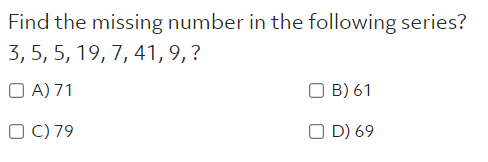 Find the missing number in the following series?
3, 5, 5, 19, 7, 41, 9, ?
A) 71 B) 61
C) 79 D) 69